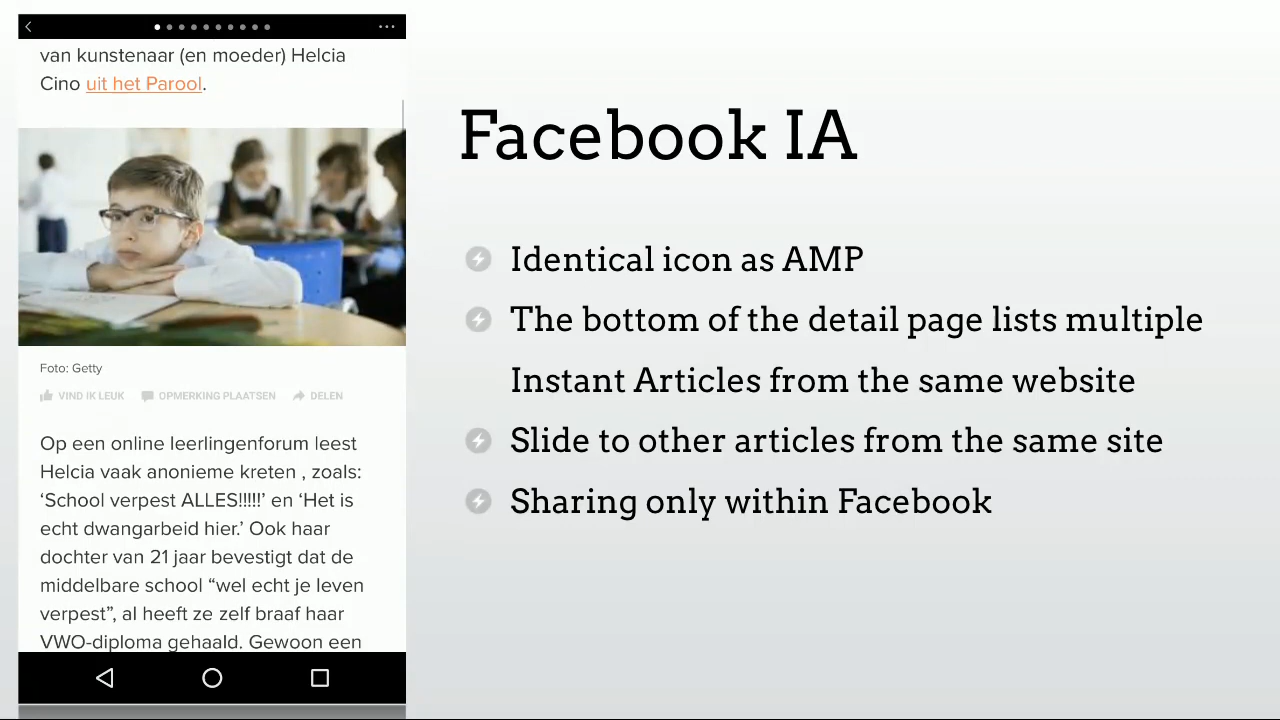 van kunstenaar (en moeder) Helcia
Cino uit het Parool.
Foto: Getty
VIND IK LEUK OPMERKING PLAATSEN DELEN
Op een online leerlingenforum leest
Helcia vaak anonieme kreten , zoals:
‘School verpest ALLES!!!!!’ en ‘Het is
echt dwangarbeid hier.’ Ook haar
dochter van 21 jaar bevestigt dat de
middelbare school “wel echt je leven
verpest”, al heeft ze zelf braaf haar
VWO-diploma gehaald. Gewoon een
Facebook IA
Identical icon as AMP
The bottom of the detail page lists multiple
Instant Articles from the same website
Slide to other articles from the same site
Sharing only within Facebook